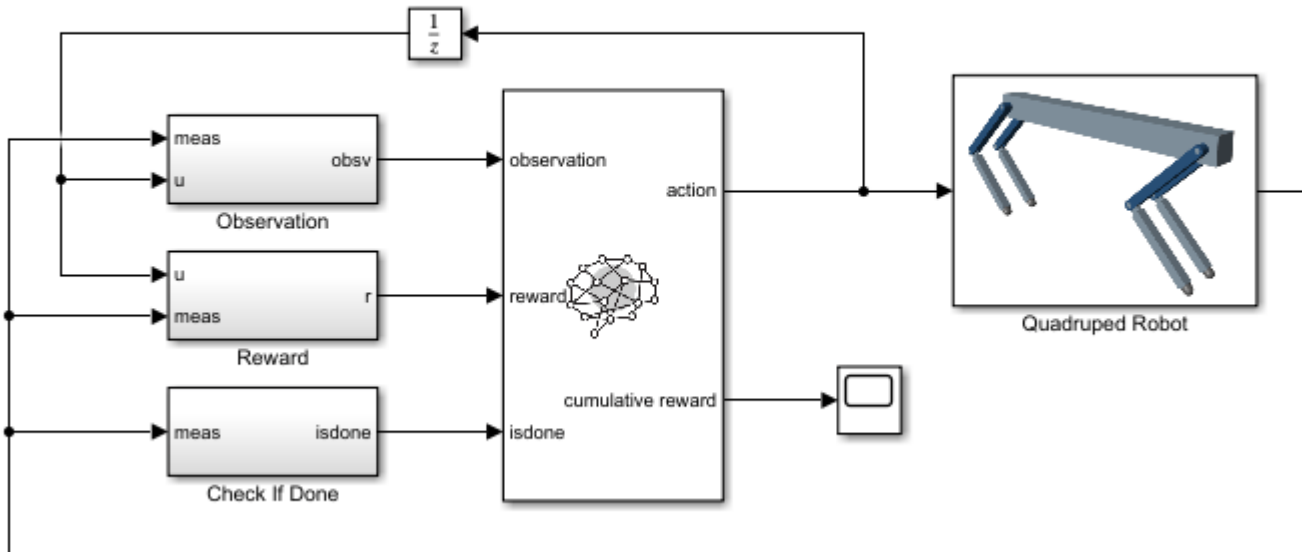 1
z
meas
obsv
u
Observation
u
r
meas
Reward
meas
isdone
Check If Done
observation
action
reward
cumulative reward
isdone
Quadruped Robot